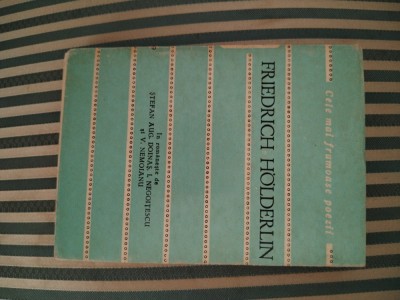 Cele mai frumoase poezii
FRIEDRICH HÖLDERLIN
În românește de
ȘTEFAN AUG. DOINAȘ, I. NEGOIȚESCU
și V. NEMOIANU